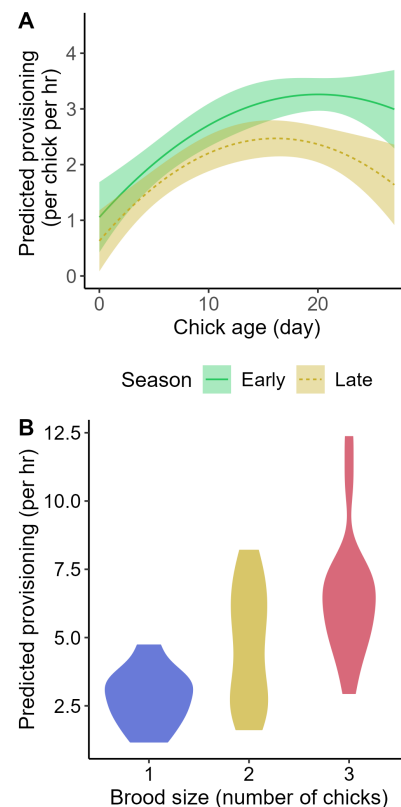 A
Predicted provisioning
(per chick per hr)
4
3
2
1
0
0 10 20
Chick age (day)
Season Early Late
B
Predicted provisioning (per hr)
12.5
10.0
7.5
5.0
2.5
1 2 3
Brood size (number of chicks)